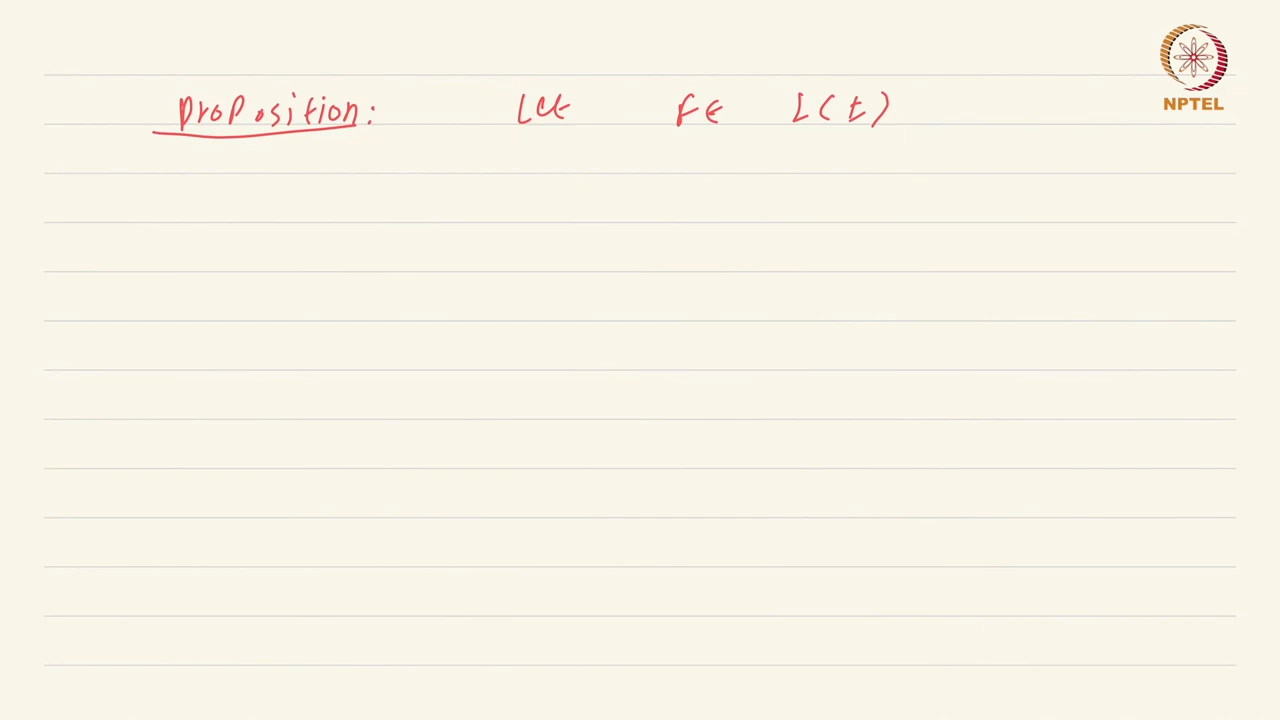 Proposition: Let F ∈ L(E)
NPTEL